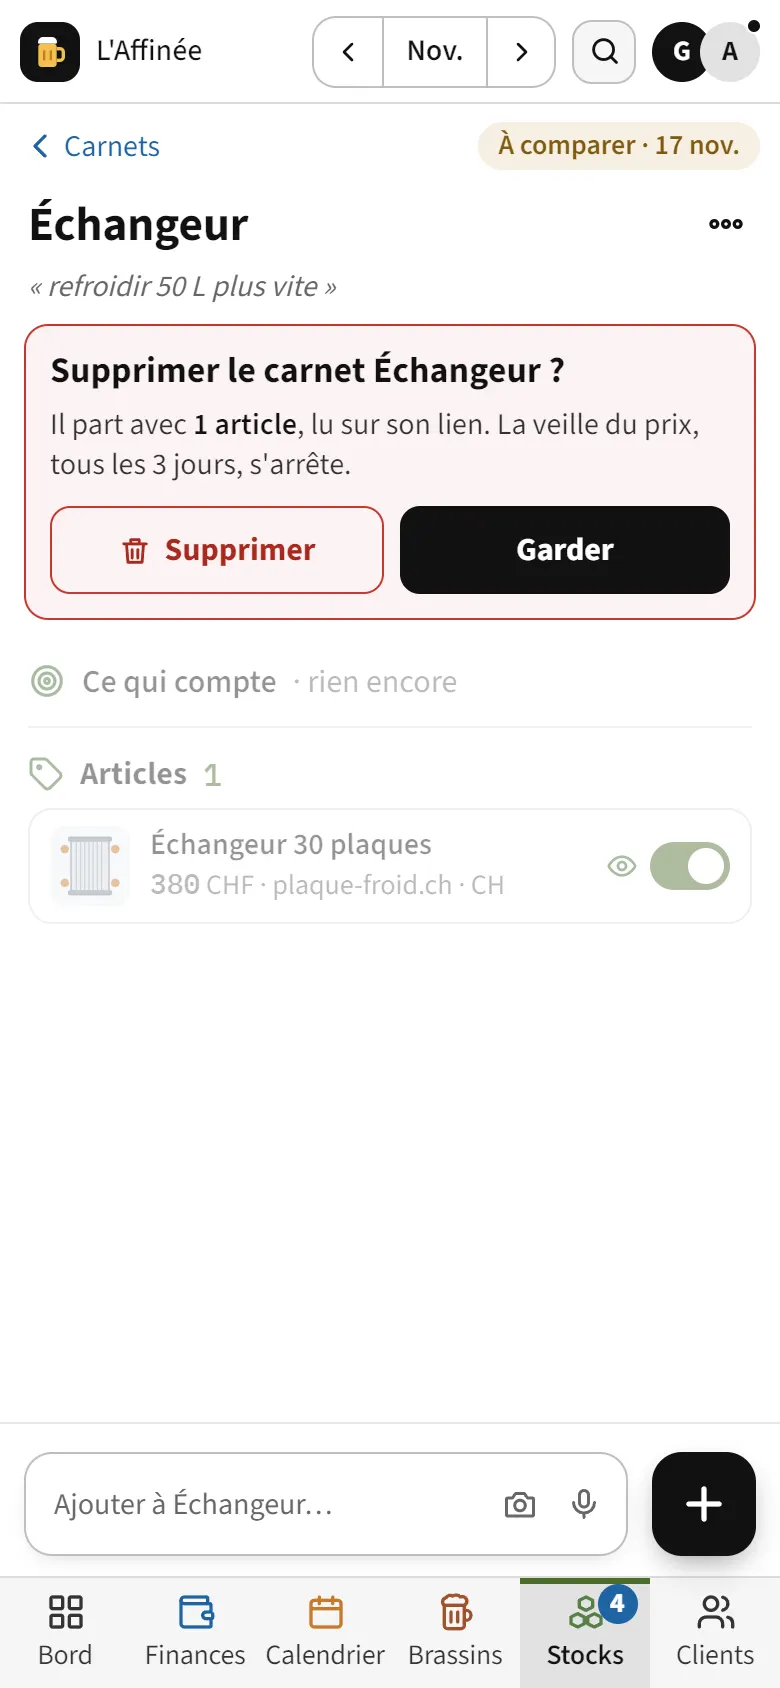 L'Affinée
Nov.
G
A
Carnets
À comparer · 17 nov.
Échangeur
« refroidir 50 L plus vite »
Supprimer le carnet Échangeur ?
Il part avec 1 article, lu sur son lien. La veille du prix,
tous les 3 jours, s'arrête.
Supprimer
Garder
Ce qui compte · rien encore
Articles 1
Échangeur 30 plaques
380 CHF · plaque-froid.ch · CH
Ajouter à Échangeur…
4
Bord
Finances
Calendrier
Brassins
Stocks
Clients